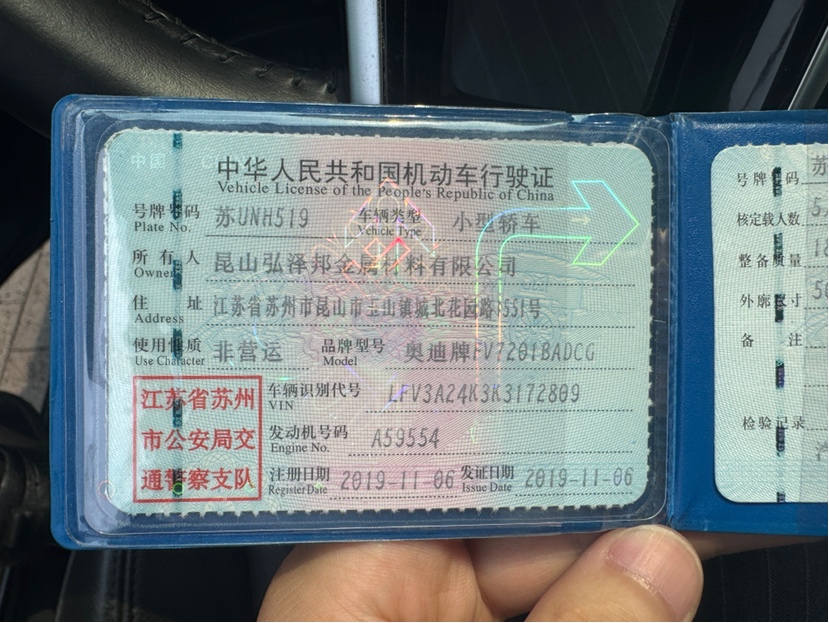 中国
中华人民共和国机动车行驶证
Vehicle License of the People's Republic of China
号牌号码 苏UNH519 车辆类型 小型轿车
Plate No. Vehicle Type
所有人 昆山弘泽邦金属材料有限公司
Owner
住址 江苏省苏州市昆山市玉山镇城北花园路1551号
Address
使用性质 非营运 品牌型号 奥迪牌FV7201BADCG
Use Character Model
江苏省苏州
市公安局交
通警察支队
车辆识别代号 LFV3A24K3K3172809
VIN
发动机号码 A59554
Engine No.
注册日期 2019-11-06 发证日期 2019-11-06
Register Date Issue Date
号牌号码 苏
核定载人数 5
整备质量
外廓尺寸
备注
检验记录